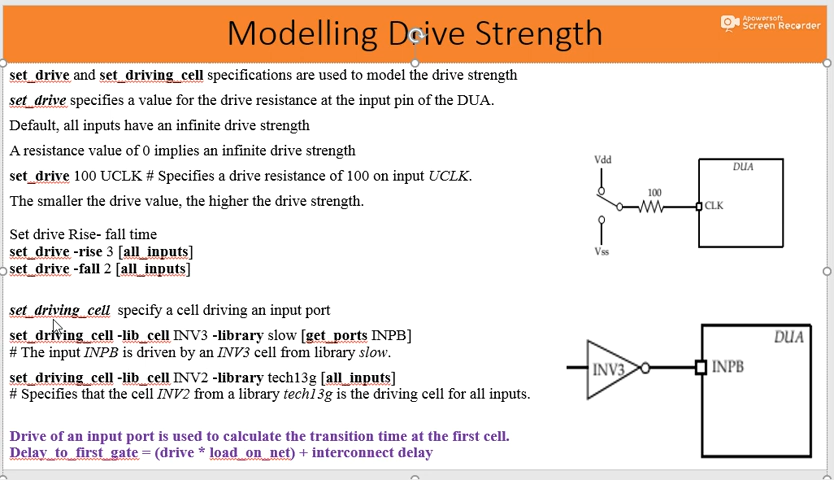 Modelling Drive Strength
Apowersoft
Screen Recorder
set_drive and set_driving_cell specifications are used to model the drive strength
set_drive specifies a value for the drive resistance at the input pin of the DUA.
Default, all inputs have an infinite drive strength
A resistance value of 0 implies an infinite drive strength
set_drive 100 UCLK # Specifies a drive resistance of 100 on input UCLK.
The smaller the drive value, the higher the drive strength.
Set drive Rise- fall time
set_drive -rise 3 [all_inputs]
set_drive -fall 2 [all_inputs]
set_driving_cell specify a cell driving an input port
set_driving_cell -lib_cell INV3 -library slow [get_ports INPB]
# The input INPB is driven by an INV3 cell from library slow.
set_driving_cell -lib_cell INV2 -library tech13g [all_inputs]
# Specifies that the cell INV2 from a library tech13g is the driving cell for all inputs.
Drive of an input port is used to calculate the transition time at the first cell.
Delay_to_first_gate = (drive * load_on_net) + interconnect delay
Vdd
DUA
100
CLK
Vss
DUA
INV3
INPB